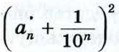 (aₙ˙ + 1/10ⁿ)²